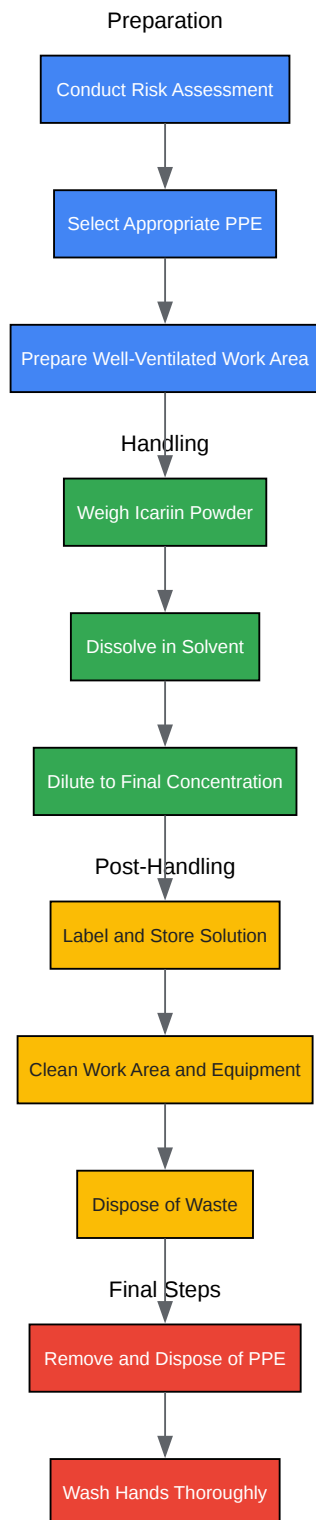 Preparation
Conduct Risk Assessment
Select Appropriate PPE
Prepare Well-Ventilated Work Area
Handling
Weigh Icariin Powder
Dissolve in Solvent
Dilute to Final Concentration
Post-Handling
Label and Store Solution
Clean Work Area and Equipment
Dispose of Waste
Final Steps
Remove and Dispose of PPE
Wash Hands Thoroughly